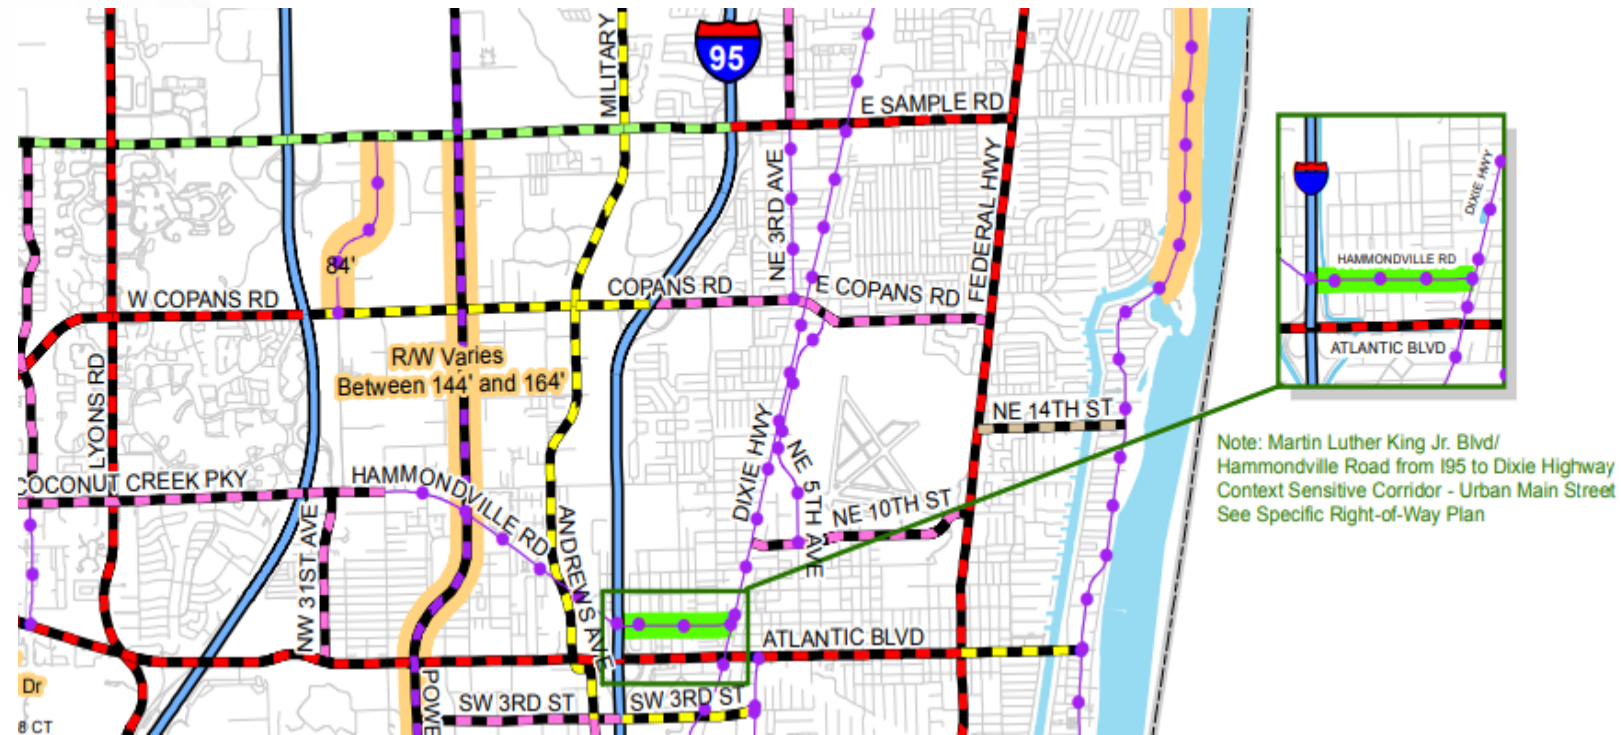 MILITARY
95
E SAMPLE RD
NE 3RD AVE
FEDERAL HWY
84'
W COPANS RD
COPANS RD
E COPANS RD
R/W Varies
Between 144' and 164'
LYONS RD
NE 14TH ST
COCONUT CREEK PKY
HAMMONDVILLE RD
DIXIE HWY
NE 5TH AVE
NE 10TH ST
NW 31ST AVE
ANDREWS AVE
ATLANTIC BLVD
SW 3RD ST
SW 3RD ST
POWE
Dr
8 CT
DIXIE HWY
HAMMONDVILLE RD
ATLANTIC BLVD
Note: Martin Luther King Jr. Blvd/
Hammondville Road from I95 to Dixie Highway
Context Sensitive Corridor - Urban Main Street
See Specific Right-of-Way Plan